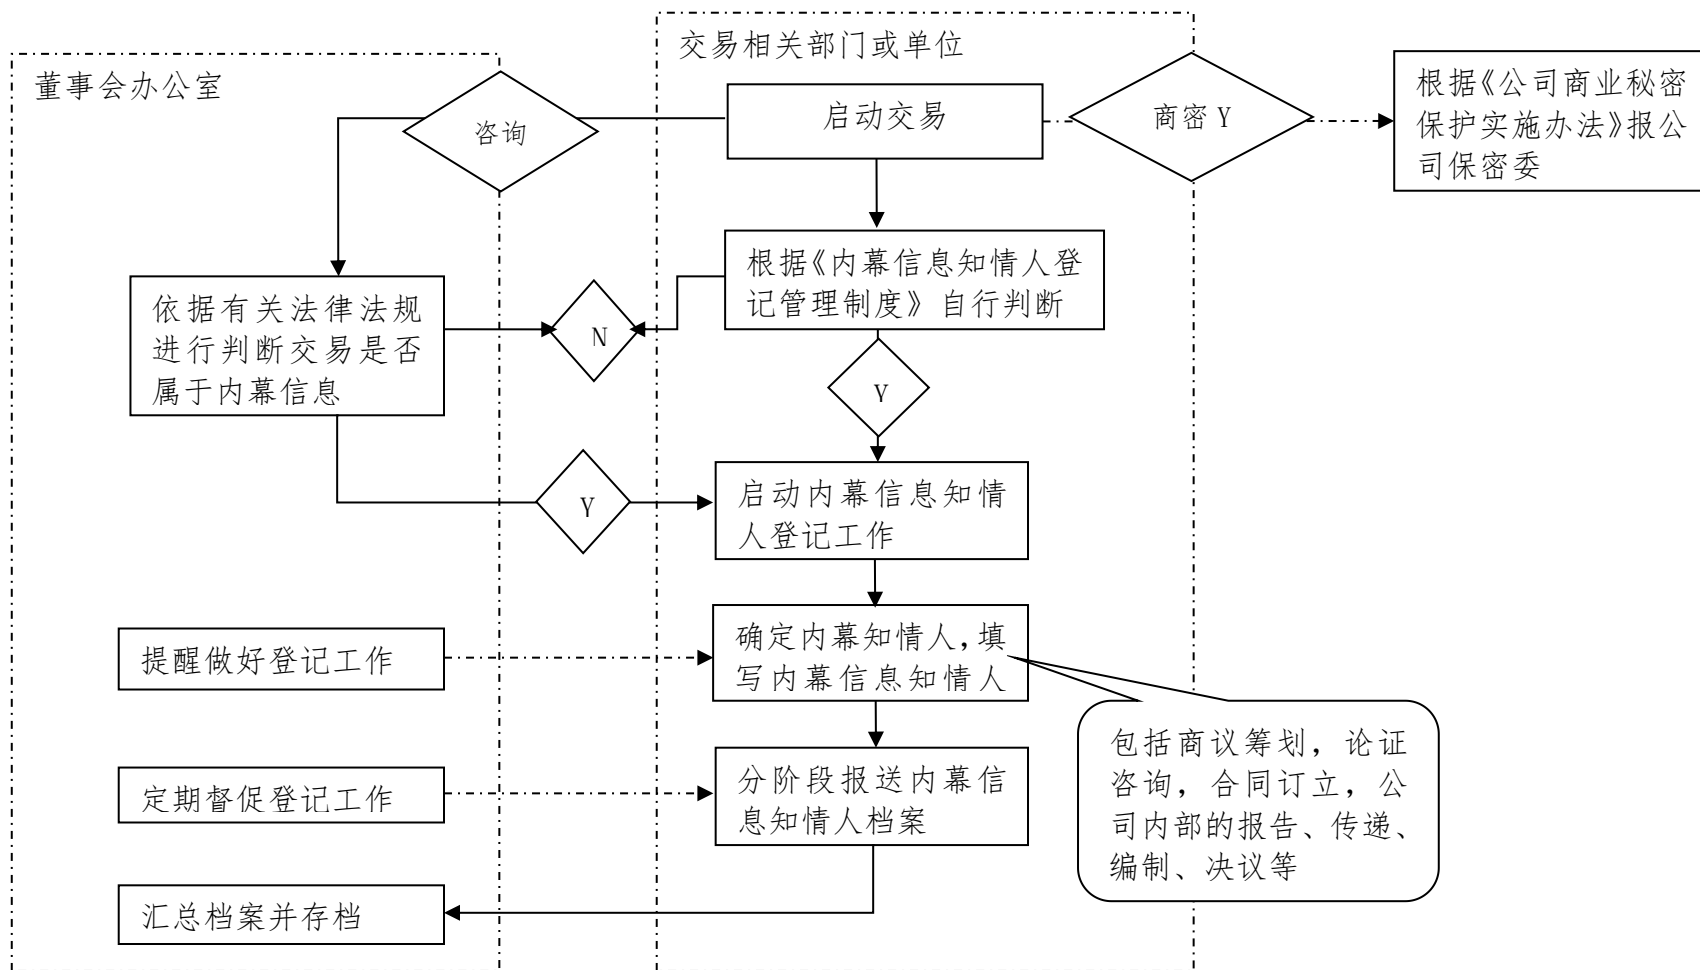 交易相关部门或单位
董事会办公室
咨询
启动交易
商密 Y
根据《公司商业秘密
保护实施办法》报公
司保密委
根据《内幕信息知情人登
记管理制度》自行判断
依据有关法律法规
进行判断交易是否
属于内幕信息
N
Y
Y
启动内幕信息知情
人登记工作
提醒做好登记工作
确定内幕知情人,填
写内幕信息知情人
包括商议筹划，论证
咨询，合同订立，公
司内部的报告、传递、
编制、决议等
定期督促登记工作
分阶段报送内幕信
息知情人档案
汇总档案并存档